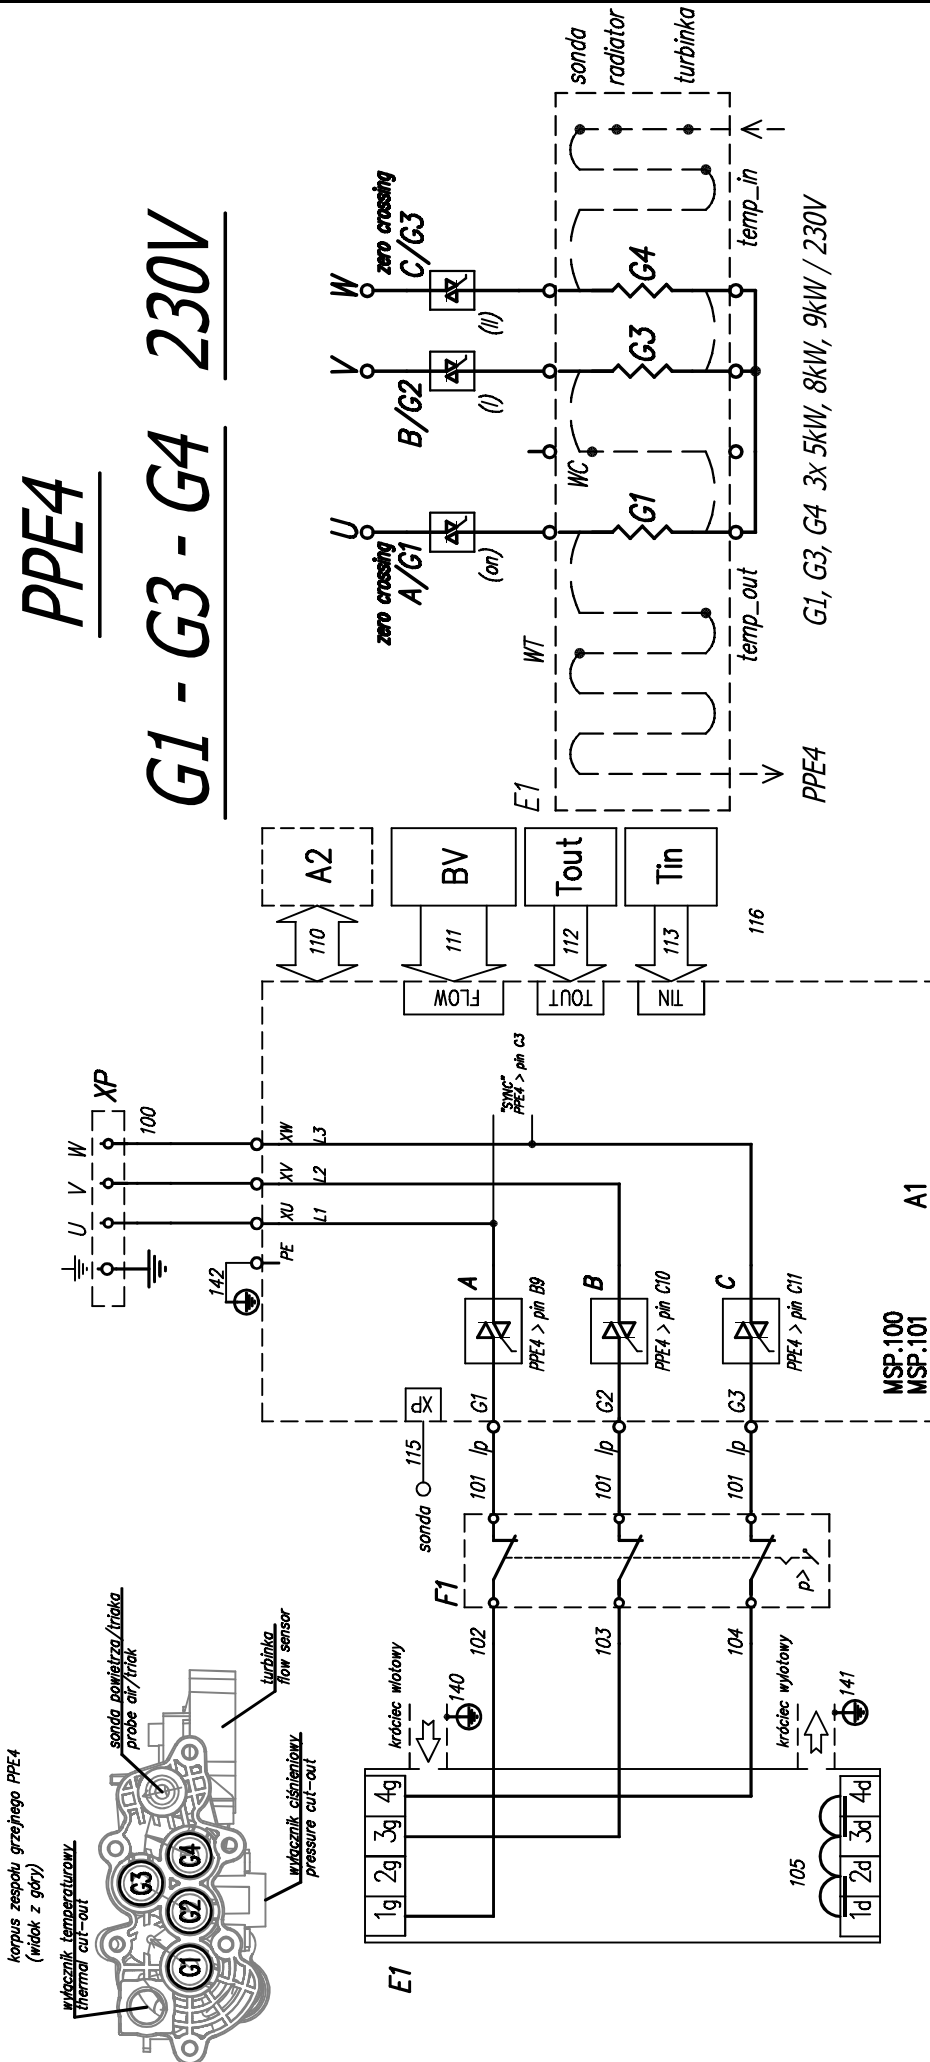 PPE4
G1 - G3 - G4 230V
korpus zespołu grzejnego PPE4
(widok z góry)
wyłącznik temperaturowy
thermal cut-out
sonda powietrza/triaka
probe air/triak
turbinka
flow sensor
wyłącznik ciśnieniowy
pressure cut-out
G1
G2
G3
G4
U
V
W
zero crossing
A/G1
B/G2
zero crossing
C/G3
(on)
(I)
(II)
E1
WT
WC
G1
G3
G4
sonda
radiator
turbinka
temp_out
temp_in
PPE4
G1, G3, G4 3x 5kW, 8kW, 9kW / 230V
XP
U
V
W
100
142
PE
XU
XV
XW
L1
L2
L3
A2
BV
Tout
Tin
110
111
112
113
116
FLOW
TOUT
TIN
"SYNC"
PPE4 > pin C3
A
PPE4 > pin B9
B
PPE4 > pin C10
C
PPE4 > pin C11
A1
MSP.100
MSP.101
XP
115
sonda
G1
G2
G3
101 lp
101 lp
101 lp
F1
p>
102
103
104
króciec wlotowy
140
króciec wylotowy
141
E1
1g
2g
3g
4g
105
1d
2d
3d
4d